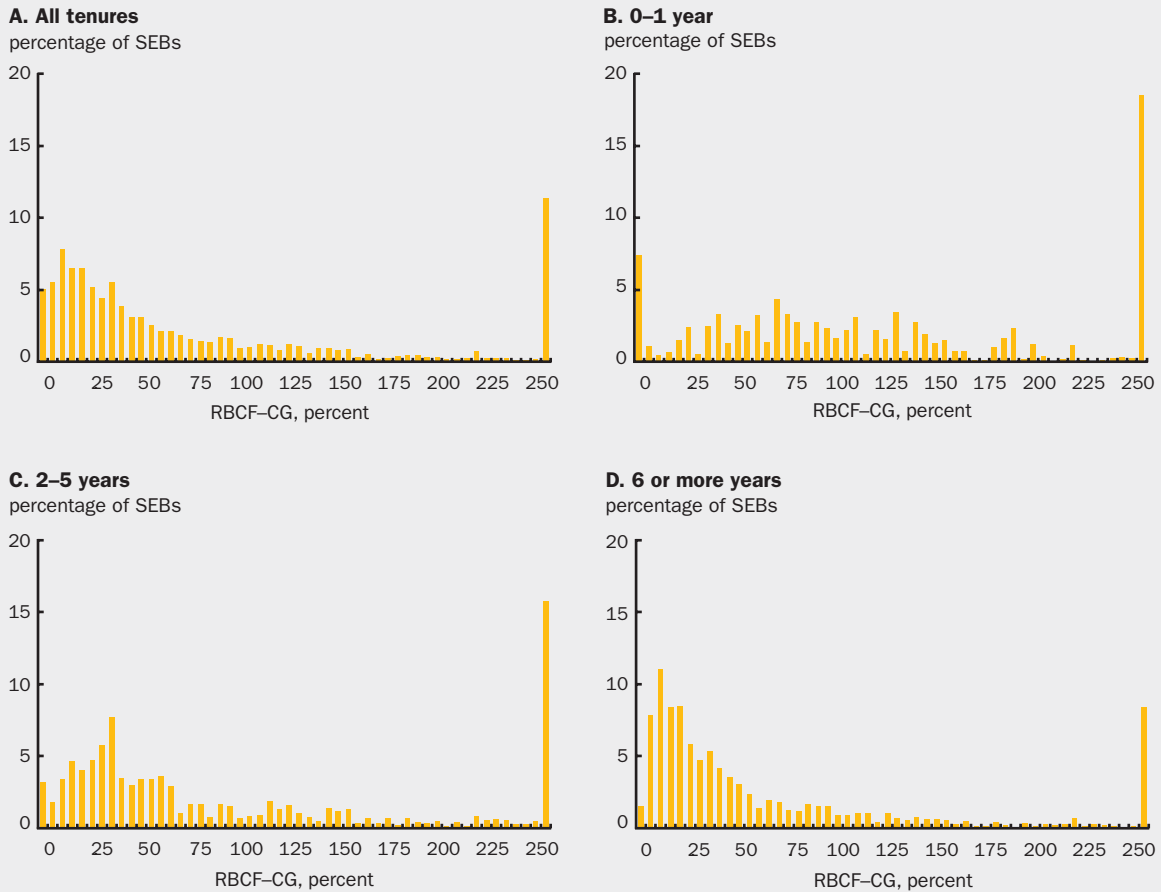 A. All tenures
percentage of SEBs
20
15
10
5
0
0 25 50 75 100 125 150 175 200 225 250
RBCF–CG, percent
B. 0–1 year
percentage of SEBs
20
15
10
5
0
0 25 50 75 100 125 150 175 200 225 250
RBCF–CG, percent
C. 2–5 years
percentage of SEBs
20
15
10
5
0
0 25 50 75 100 125 150 175 200 225 250
RBCF–CG, percent
D. 6 or more years
percentage of SEBs
20
15
10
5
0
0 25 50 75 100 125 150 175 200 225 250
RBCF–CG, percent